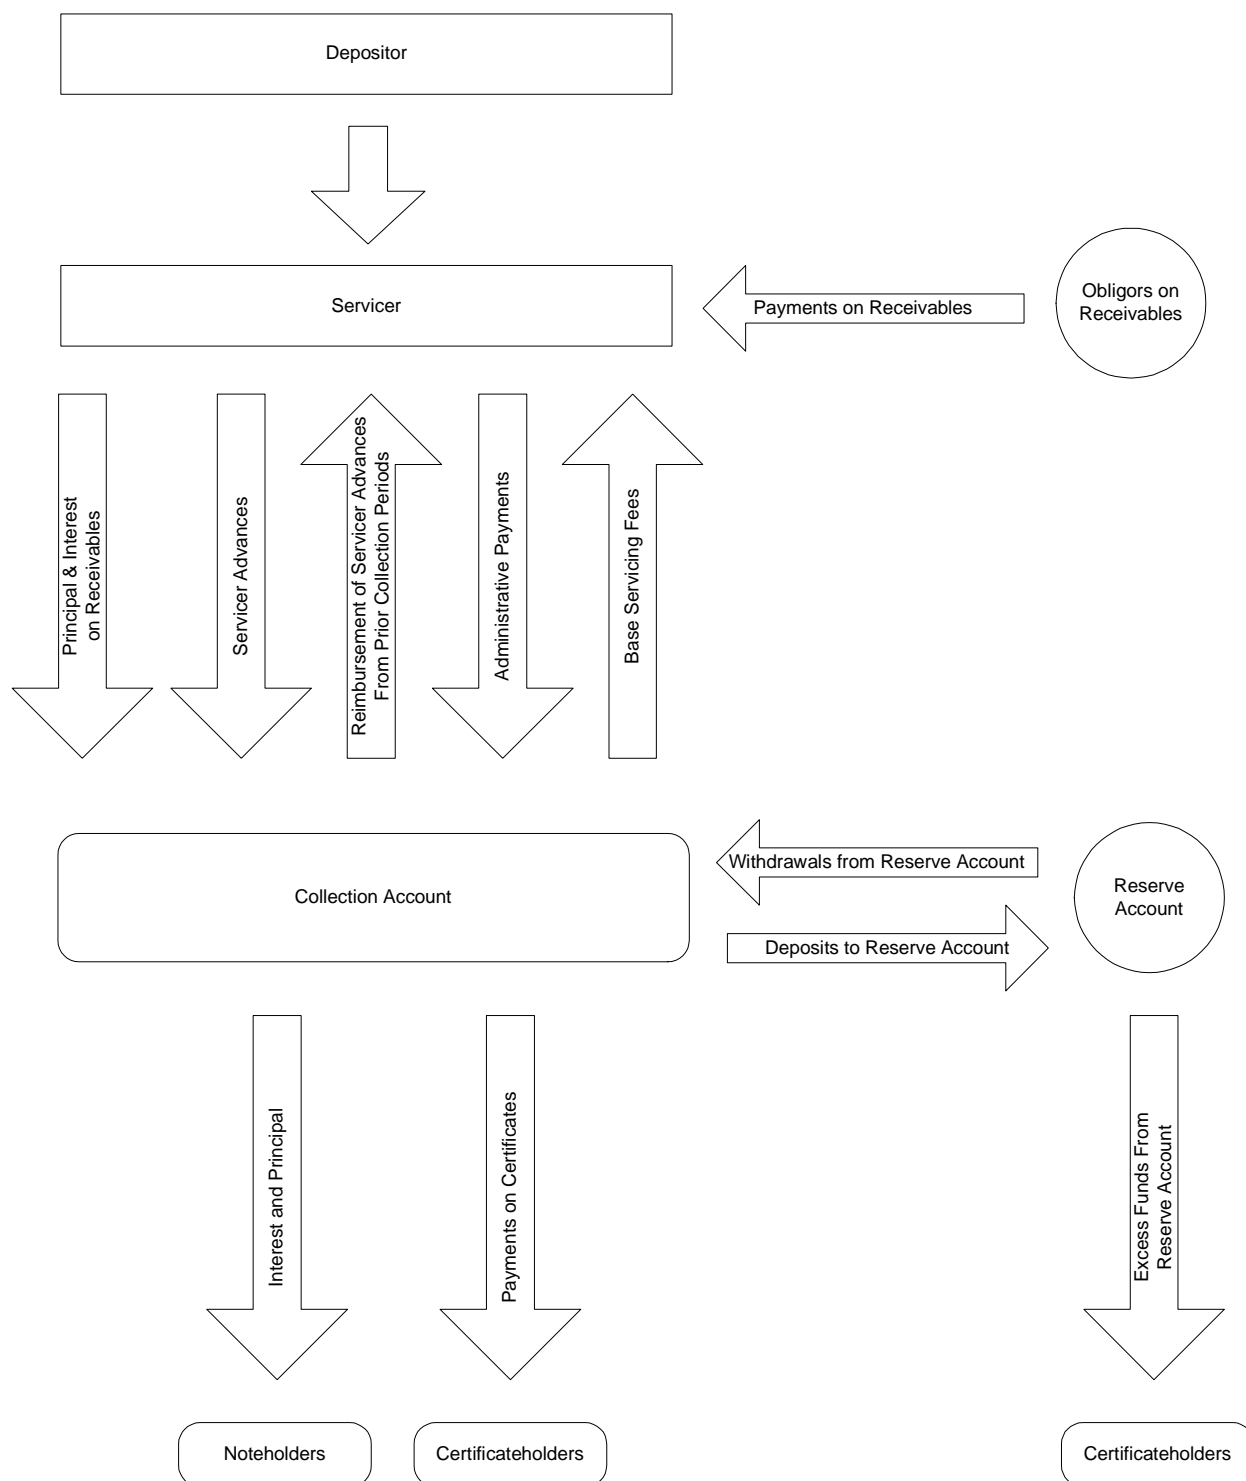 Depositor
Servicer
Payments on Receivables
Obligors on
Receivables
Principal & Interest
on Receivables
Servicer Advances
Reimbursement of Servicer Advances
From Prior Collection Periods
Administrative Payments
Base Servicing Fees
Collection Account
Withdrawals from Reserve Account
Deposits to Reserve Account
Reserve
Account
Interest and Principal
Payments on Certificates
Excess Funds From
Reserve Account
Noteholders
Certificateholders
Certificateholders